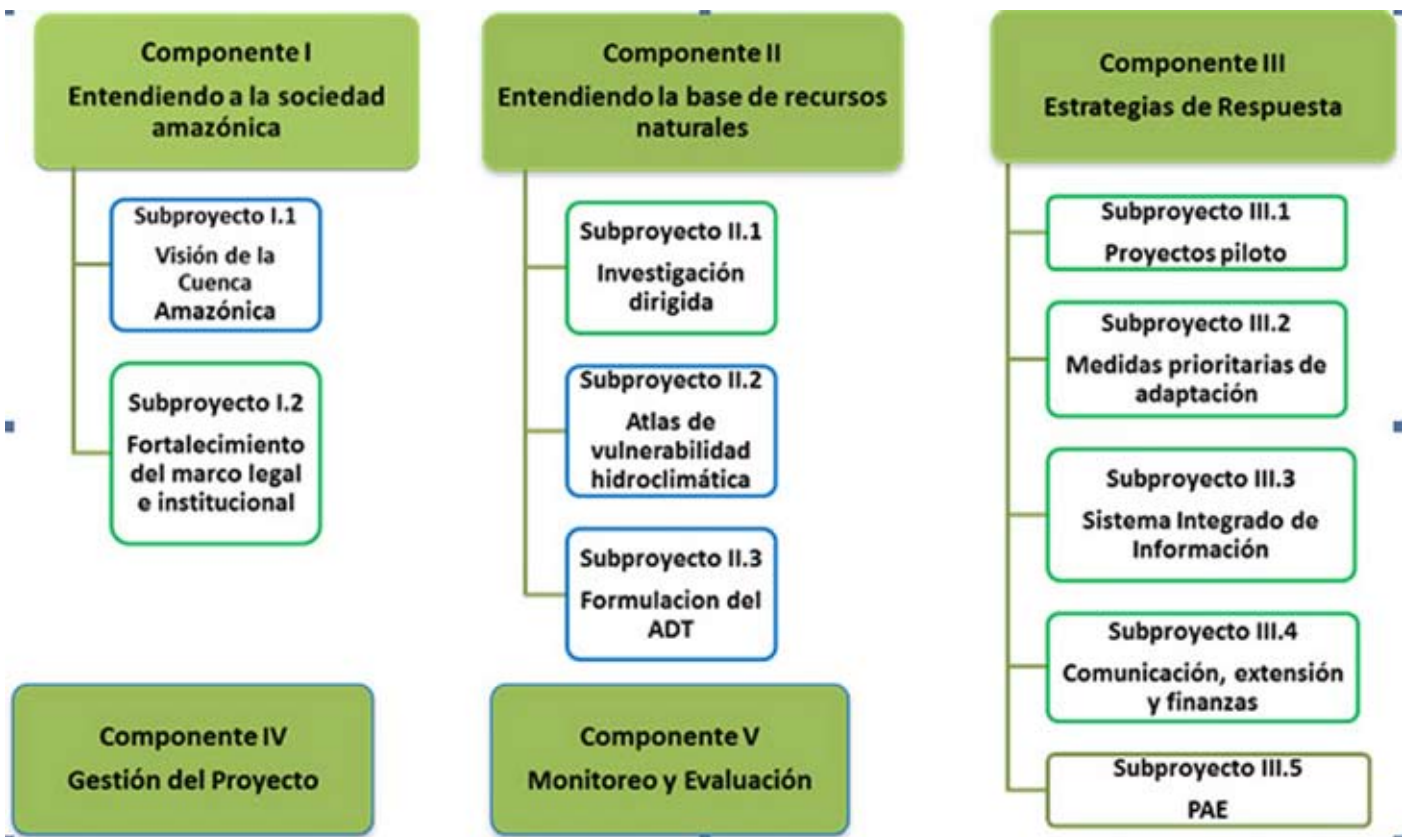 Componente I
Entendiendo a la sociedad
amazónica
Subproyecto I.1
Visión de la
Cuenca
Amazónica
Subproyecto I.2
Fortalecimiento
del marco legal
e institucional
Componente II
Entendiendo la base de recursos
naturales
Subproyecto II.1
Investigación
dirigida
Subproyecto II.2
Atlas de
vulnerabilidad
hidroclimática
Subproyecto II.3
Formulacion del
ADT
Componente III
Estrategias de Respuesta
Subproyecto III.1
Proyectos piloto
Subproyecto III.2
Medidas prioritarias de
adaptación
Subproyecto III.3
Sistema Integrado de
Información
Subproyecto III.4
Comunicación, extensión
y finanzas
Subproyecto III.5
PAE
Componente IV
Gestión del Proyecto
Componente V
Monitoreo y Evaluación